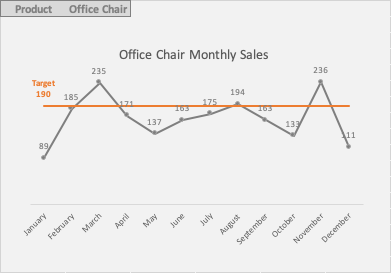 Product Office Chair
Office Chair Monthly Sales
Target
190
89
185
235
171
137
163
175
194
163
133
236
111
January
February
March
April
May
June
July
August
September
October
November
December